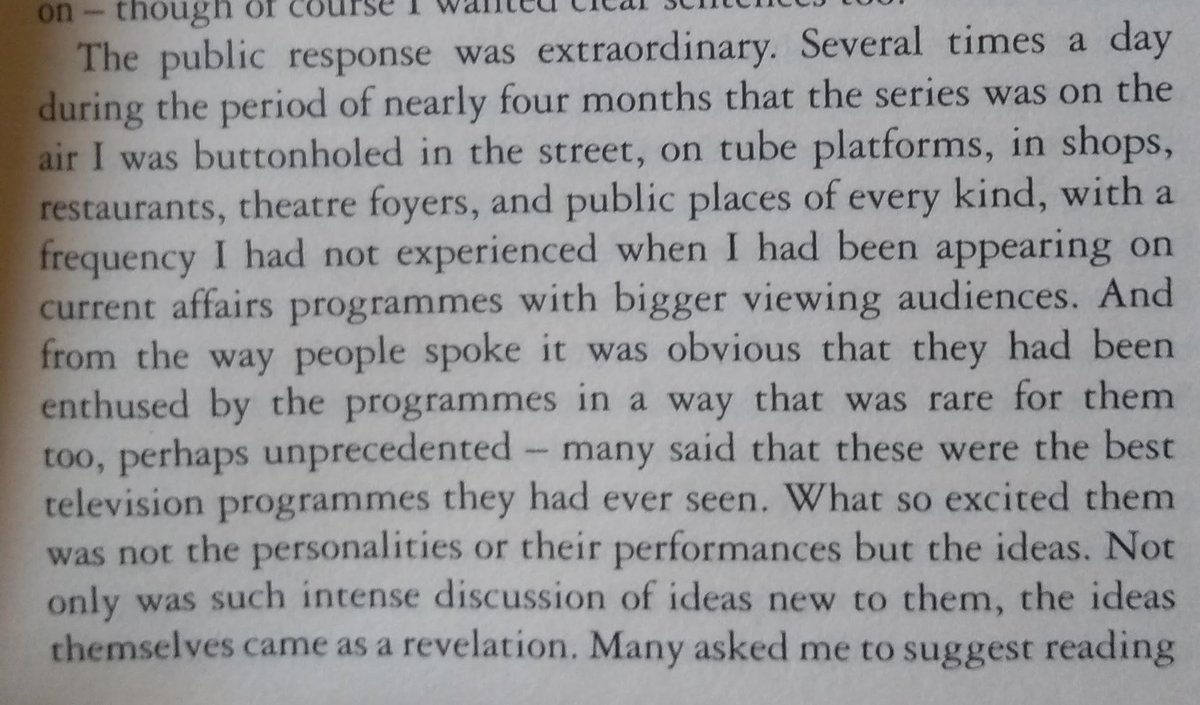 on – though of course I wanted clear sentences too.
The public response was extraordinary. Several times a day
during the period of nearly four months that the series was on the
air I was buttonholed in the street, on tube platforms, in shops,
restaurants, theatre foyers, and public places of every kind, with a
frequency I had not experienced when I had been appearing on
current affairs programmes with bigger viewing audiences. And
from the way people spoke it was obvious that they had been
enthused by the programmes in a way that was rare for them
too, perhaps unprecedented – many said that these were the best
television programmes they had ever seen. What so excited them
was not the personalities or their performances but the ideas. Not
only was such intense discussion of ideas new to them, the ideas
themselves came as a revelation. Many asked me to suggest reading